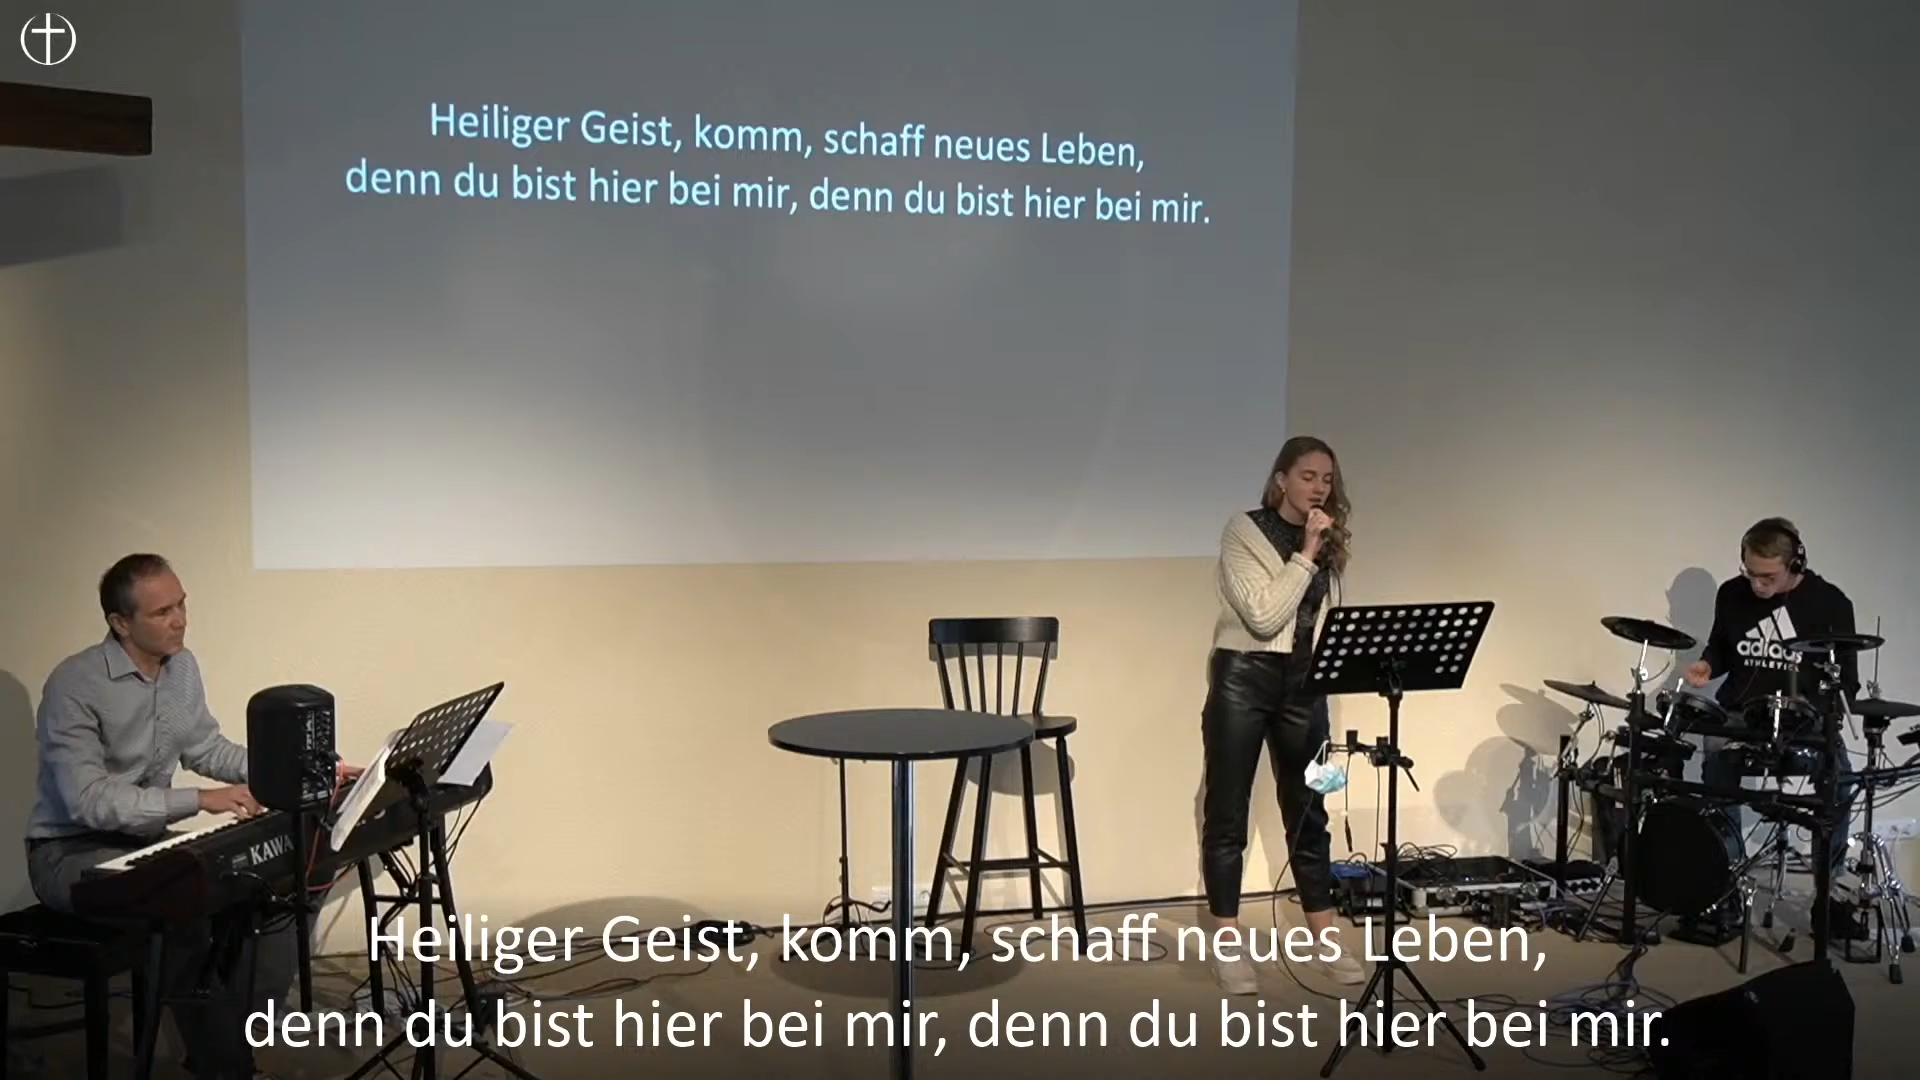 Heiliger Geist, komm, schaff neues Leben,
denn du bist hier bei mir, denn du bist hier bei mir.
adidas
ATHLETICS
KAWA
Heiliger Geist, komm, schaff neues Leben,
denn du bist hier bei mir, denn du bist hier bei mir.